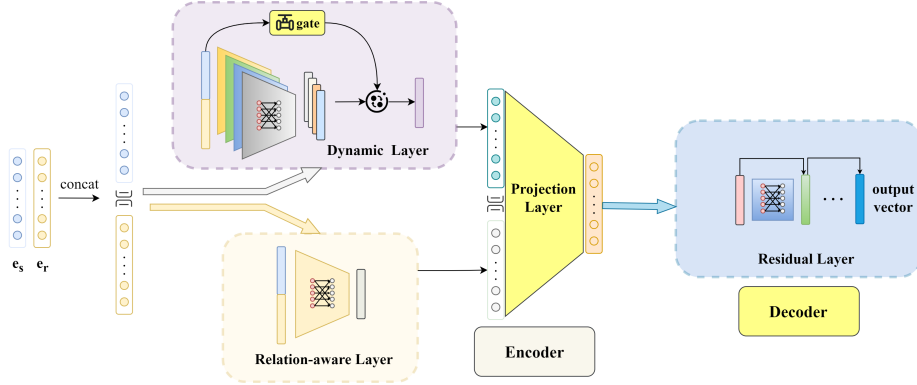 gate
Dynamic Layer
concat
e_s e_r
Projection
Layer
output
vector
Residual Layer
Relation-aware Layer
Encoder
Decoder